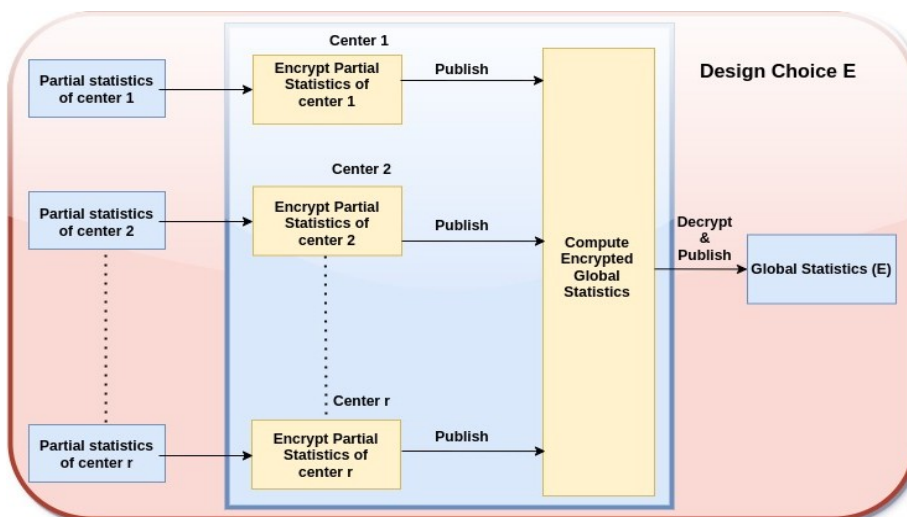 Design Choice E
Center 1
Partial statistics
of center 1
Encrypt Partial
Statistics of
center 1
Publish
Center 2
Partial statistics
of center 2
Encrypt Partial
Statistics of
center 2
Publish
Compute
Encrypted
Global
Statistics
Decrypt
&
Publish
Global Statistics (E)
Center r
Partial statistics
of center r
Encrypt Partial
Statistics of
center r
Publish